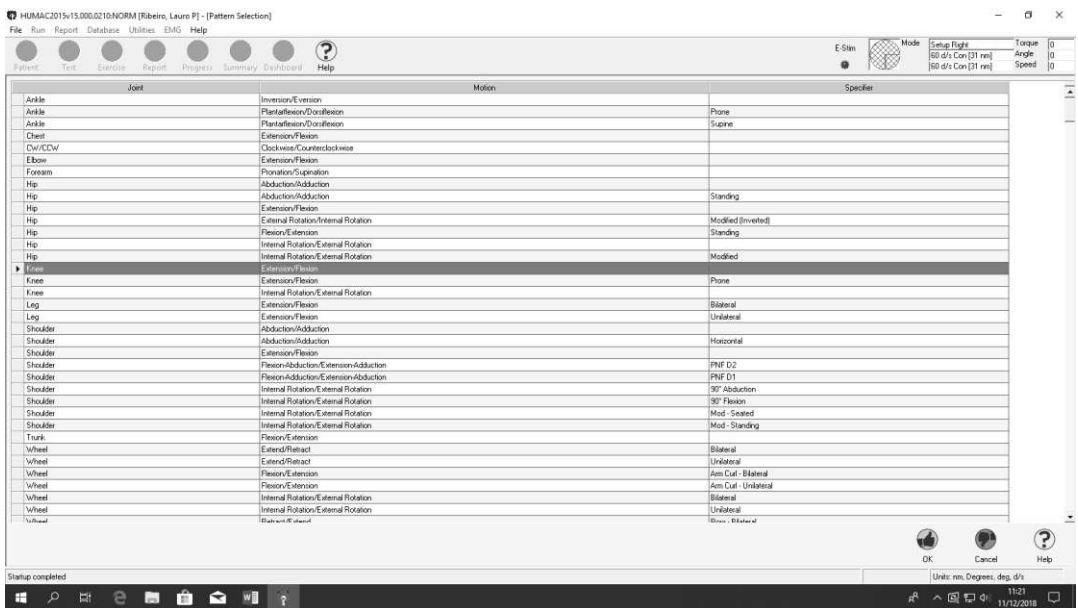 HUMAC2015v15.000.0210:NORM [Ribeiro, Lauro P] - [Pattern Selection]
File Run Report Database Utilities EMG Help
Patient Test Exercise Report Progress Summary Dashboard Help
E-Stim
Mode Setup Right Torque 0
60 d/s Con [31 nm] Angle 0
60 d/s Con [31 nm] Speed 0
Joint Motion Specifier
Ankle Inversion/Eversion
Ankle Plantarflexion/Dorsiflexion Prone
Ankle Plantarflexion/Dorsiflexion Supine
Chest Extension/Flexion
CW/CCW Clockwise/Counterclockwise
Elbow Extension/Flexion
Forearm Pronation/Supination
Hip Abduction/Adduction
Hip Abduction/Adduction Standing
Hip Extension/Flexion
Hip External Rotation/Internal Rotation Modified (Inverted)
Hip Flexion/Extension Standing
Hip Internal Rotation/External Rotation
Hip Internal Rotation/External Rotation Modified
Knee Extension/Flexion
Knee Extension/Flexion Prone
Knee Internal Rotation/External Rotation
Leg Extension/Flexion Bilateral
Leg Extension/Flexion Unilateral
Shoulder Abduction/Adduction
Shoulder Abduction/Adduction Horizontal
Shoulder Extension/Flexion
Shoulder Flexion-Abduction/Extension-Adduction PNF D2
Shoulder Flexion-Adduction/Extension-Abduction PNF D1
Shoulder Internal Rotation/External Rotation 90° Abduction
Shoulder Internal Rotation/External Rotation 90° Flexion
Shoulder Internal Rotation/External Rotation Mod - Seated
Shoulder Internal Rotation/External Rotation Mod - Standing
Trunk Flexion/Extension
Wheel Extend/Retract Bilateral
Wheel Extend/Retract Unilateral
Wheel Flexion/Extension Arm Curl - Bilateral
Wheel Flexion/Extension Arm Curl - Unilateral
Wheel Internal Rotation/External Rotation Bilateral
Wheel Internal Rotation/External Rotation Unilateral
Wheel Retract/Extend Row - Bilateral
OK Cancel Help
Startup completed Units: nm, Degrees, deg, d/s
11:21
11/12/2018